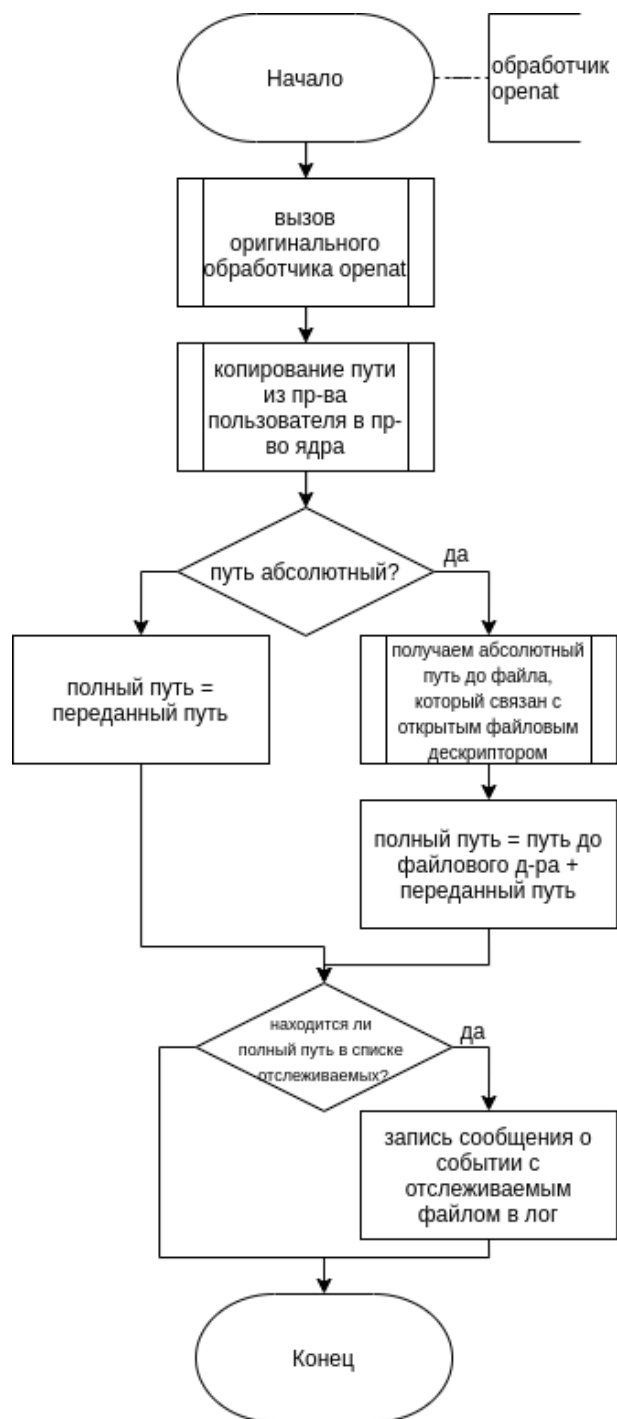 Начало
обработчик
openat
вызов
оригинального
обработчика openat
копирование пути
из пр-ва
пользователя в пр-
во ядра
путь абсолютный?
да
полный путь =
переданный путь
получаем абсолютный
путь до файла,
который связан с
открытым файловым
дескриптором
полный путь = путь до
файлового д-ра +
переданный путь
находится ли
полный путь в списке
отслеживаемых?
да
запись сообщения о
событии с
отслеживаемым
файлом в лог
Конец